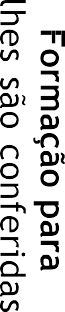 Formação para
lhes são conferidas